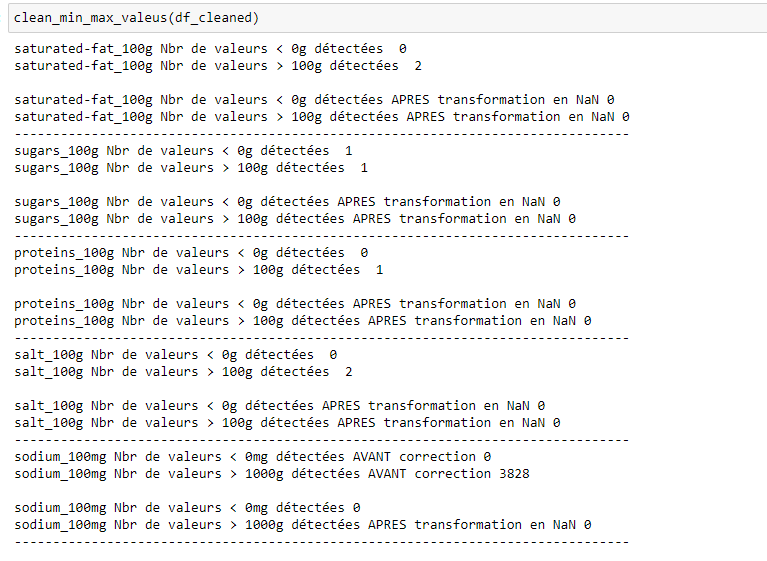 clean_min_max_valeus(df_cleaned)
saturated-fat_100g Nbr de valeurs < 0g détectées  0
saturated-fat_100g Nbr de valeurs > 100g détectées  2
saturated-fat_100g Nbr de valeurs < 0g détectées APRES transformation en NaN 0
saturated-fat_100g Nbr de valeurs > 100g détectées APRES transformation en NaN 0
--------------------------------------------------------------------------------
sugars_100g Nbr de valeurs < 0g détectées  1
sugars_100g Nbr de valeurs > 100g détectées  1
sugars_100g Nbr de valeurs < 0g détectées APRES transformation en NaN 0
sugars_100g Nbr de valeurs > 100g détectées APRES transformation en NaN 0
--------------------------------------------------------------------------------
proteins_100g Nbr de valeurs < 0g détectées  0
proteins_100g Nbr de valeurs > 100g détectées  1
proteins_100g Nbr de valeurs < 0g détectées APRES transformation en NaN 0
proteins_100g Nbr de valeurs > 100g détectées APRES transformation en NaN 0
--------------------------------------------------------------------------------
salt_100g Nbr de valeurs < 0g détectées  0
salt_100g Nbr de valeurs > 100g détectées  2
salt_100g Nbr de valeurs < 0g détectées APRES transformation en NaN 0
salt_100g Nbr de valeurs > 100g détectées APRES transformation en NaN 0
--------------------------------------------------------------------------------
sodium_100mg Nbr de valeurs < 0mg détectées AVANT correction 0
sodium_100mg Nbr de valeurs > 1000g détectées AVANT correction 3828
sodium_100mg Nbr de valeurs < 0mg détectées 0
sodium_100mg Nbr de valeurs > 1000g détectées APRES transformation en NaN 0
--------------------------------------------------------------------------------